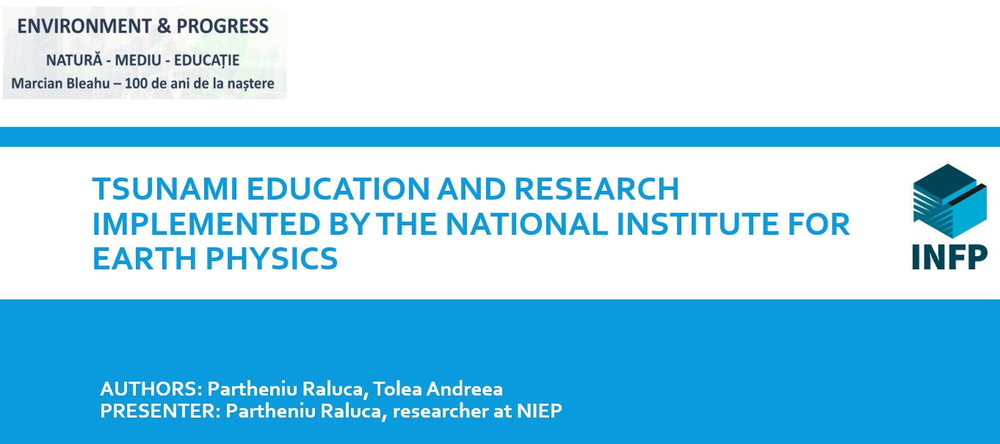 ENVIRONMENT & PROGRESS
NATURĂ - MEDIU - EDUCAȚIE
Marcian Bleahu – 100 de ani de la naștere
TSUNAMI EDUCATION AND RESEARCH
IMPLEMENTED BY THE NATIONAL INSTITUTE FOR
EARTH PHYSICS
INFP
AUTHORS: Partheniu Raluca, Tolea Andreea
PRESENTER: Partheniu Raluca, researcher at NIEP